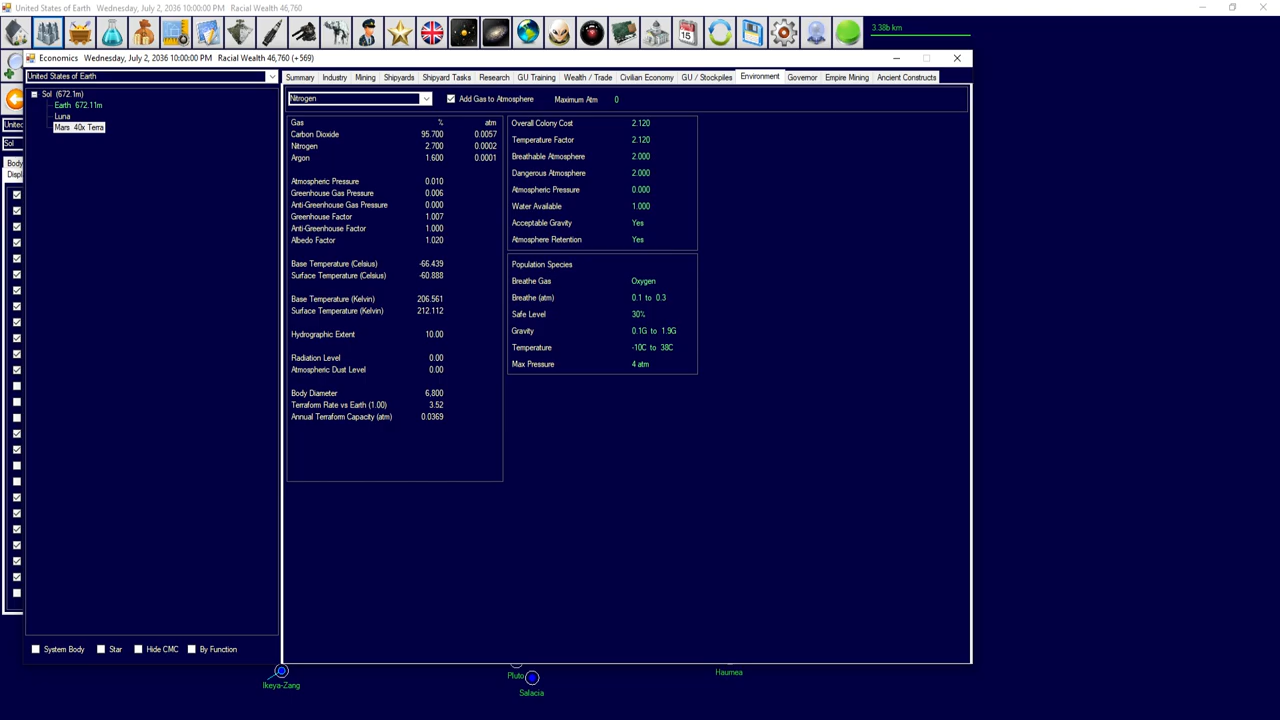 United States of Earth    Wednesday, July 2, 2036 10:00:00 PM    Racial Wealth 46,760
3.38b km
15
Economics    Wednesday, July 2, 2036 10:00:00 PM    Racial Wealth 46,760 (+569)
United States of Earth
Summary  Industry  Mining  Shipyards  Shipyard Tasks  Research  GU Training  Wealth / Trade  Civilian Economy  GU / Stockpiles  Environment  Governor  Empire Mining  Ancient Constructs
Sol  (672.1m)
Earth  672.11m
Luna
Mars  40x Terra
Sol
Body
Nitrogen
Add Gas to Atmosphere
Maximum Atm    0
Gas    %    atm
Carbon Dioxide    95.700    0.0057
Nitrogen    2.700    0.0002
Argon    1.600    0.0001
Atmospheric Pressure    0.010
Greenhouse Gas Pressure    0.006
Anti-Greenhouse Gas Pressure    0.000
Greenhouse Factor    1.007
Anti-Greenhouse Factor    1.000
Albedo Factor    1.020
Base Temperature (Celsius)    -66.439
Surface Temperature (Celsius)    -60.888
Base Temperature (Kelvin)    206.561
Surface Temperature (Kelvin)    212.112
Hydrographic Extent    10.00
Radiation Level    0.00
Atmospheric Dust Level    0.00
Body Diameter    6,800
Terraform Rate vs Earth (1.00)    3.52
Annual Terraform Capacity (atm)    0.0369
Overall Colony Cost    2.120
Temperature Factor    2.120
Breathable Atmosphere    2.000
Dangerous Atmosphere    2.000
Atmospheric Pressure    0.000
Water Available    1.000
Acceptable Gravity    Yes
Atmosphere Retention    Yes
Population Species
Breathe Gas    Oxygen
Breathe (atm)    0.1 to 0.3
Safe Level    30%
Gravity    0.1G to 1.9G
Temperature    -10C to 38C
Max Pressure    4 atm
System Body
Star
Hide CMC
By Function
Ikeya-Zang
Pluto
Salacia
Haumea